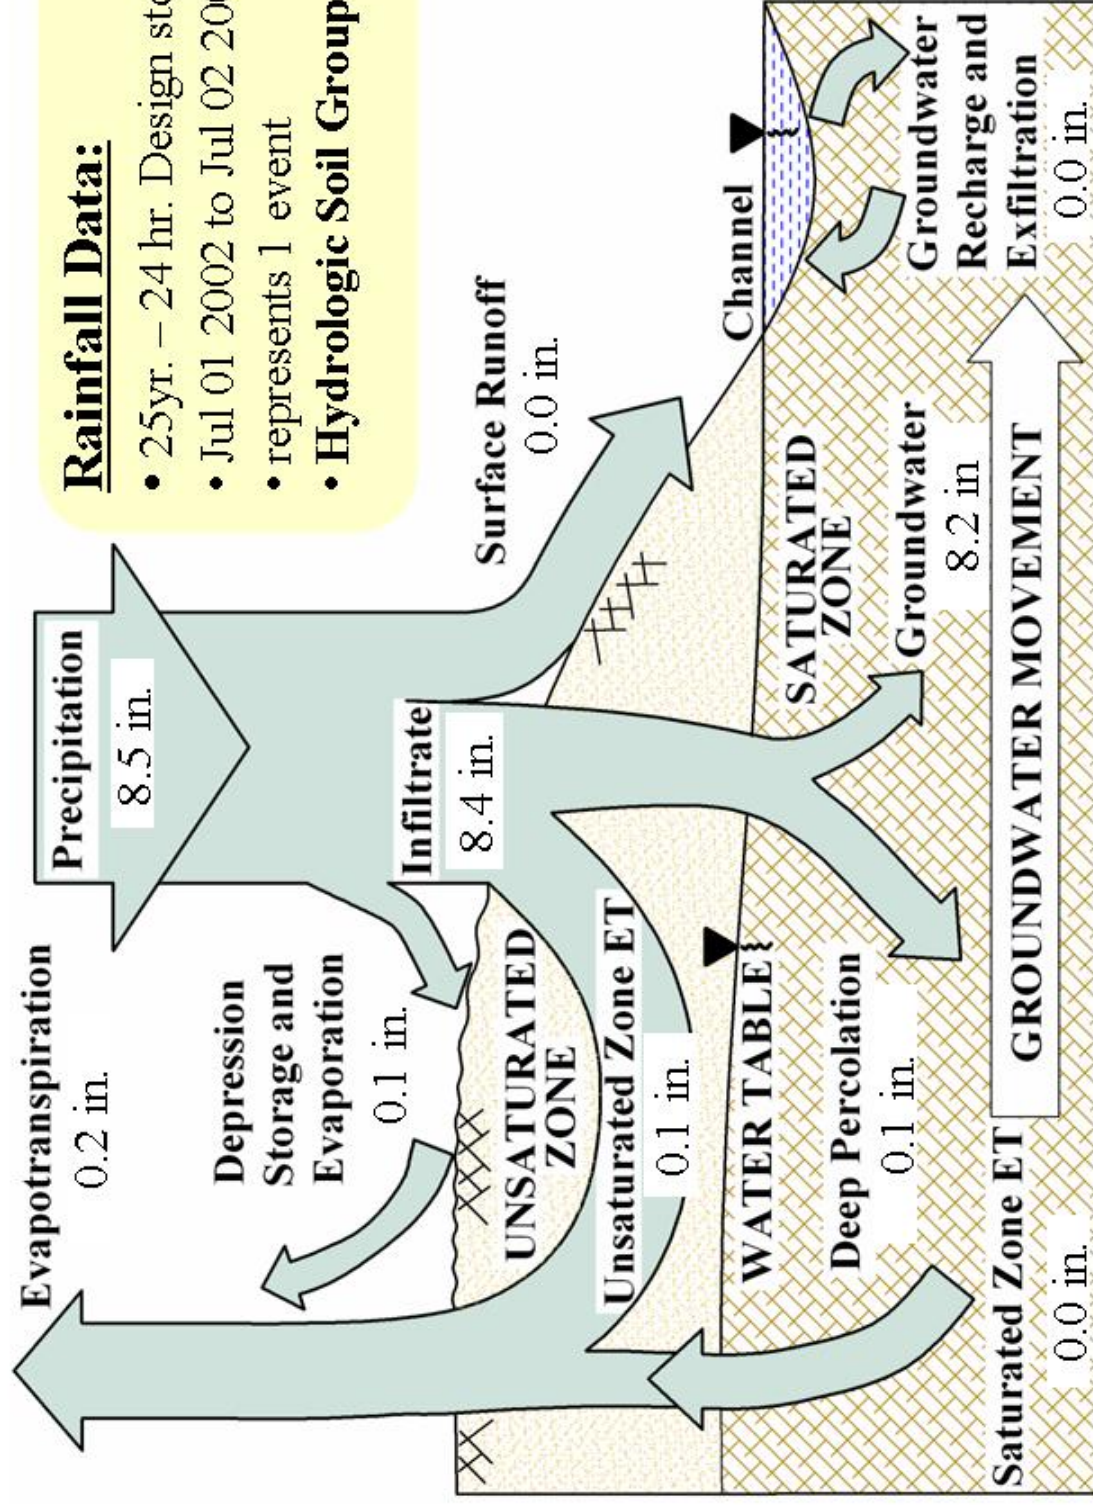 Evapotranspiration
0.2 in.
Precipitation
8.5 in.
Rainfall Data:
• 25yr. – 24 hr. Design
• Jul 01 2002 to Jul 02
• represents 1 event
• Hydrologic Soil Group
Depression
Storage and
Evaporation
0.1 in.
Infiltrate
8.4 in.
Surface Runoff
0.0 in.
UNSATURATED
ZONE
Unsaturated Zone ET
0.1 in.
Channel
WATER TABLE
SATURATED
ZONE
Deep Percolation
0.1 in.
Groundwater
8.2 in
Groundwater
Recharge and
Exfiltration
0.0 in.
GROUNDWATER MOVEMENT
Saturated Zone ET
0.0 in.